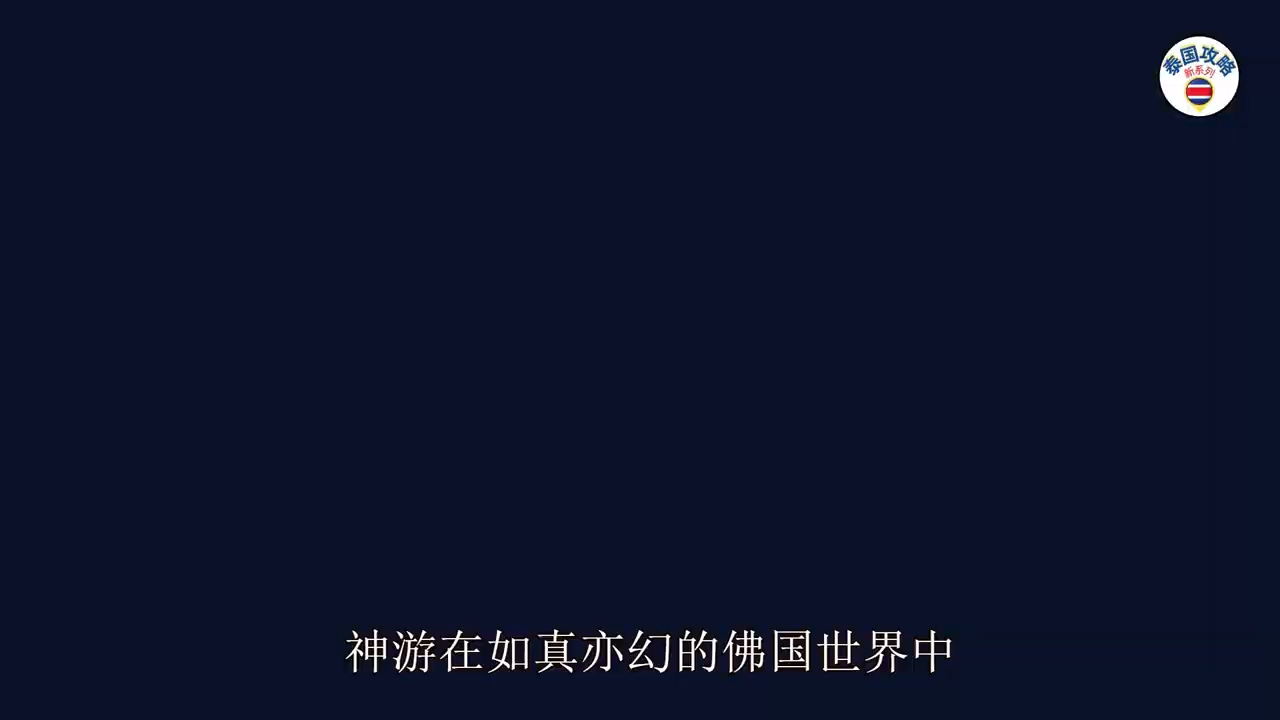 泰国攻略
新系列
神游在如真亦幻的佛国世界中